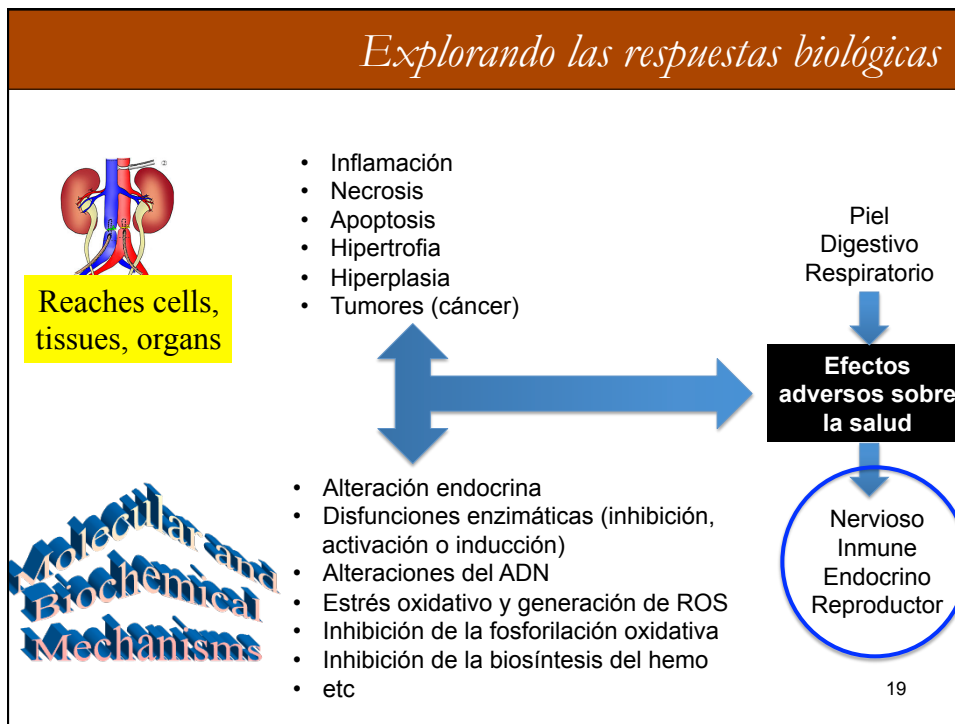 Explorando las respuestas biológicas
• Inflamación
• Necrosis
• Apoptosis
• Hipertrofia
• Hiperplasia
• Tumores (cáncer)
Reaches cells,
tissues, organs
Piel
Digestivo
Respiratorio
Efectos
adversos sobre
la salud
Molecular and
Biochemical
Mechanisms
• Alteración endocrina
• Disfunciones enzimáticas (inhibición,
activación o inducción)
• Alteraciones del ADN
• Estrés oxidativo y generación de ROS
• Inhibición de la fosforilación oxidativa
• Inhibición de la biosíntesis del hemo
• etc
Nervioso
Inmune
Endocrino
Reproductor
19